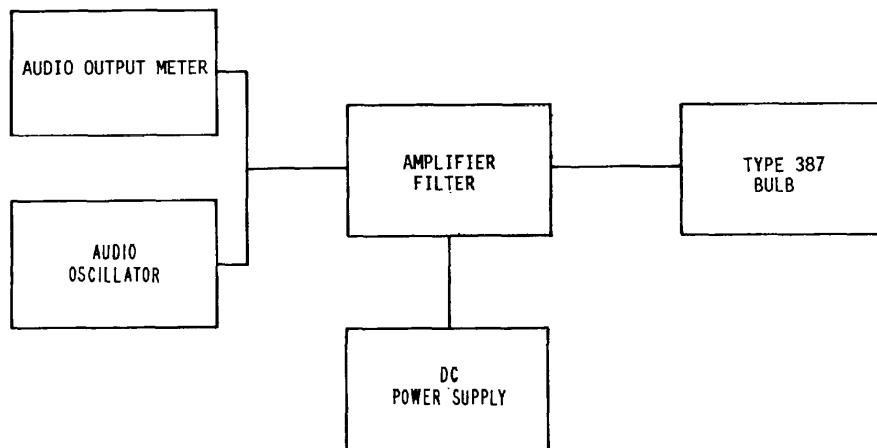 AUDIO OUTPUT METER
AUDIO
OSCILLATOR
AMPLIFIER
FILTER
TYPE 387
BULB
DC
POWER SUPPLY